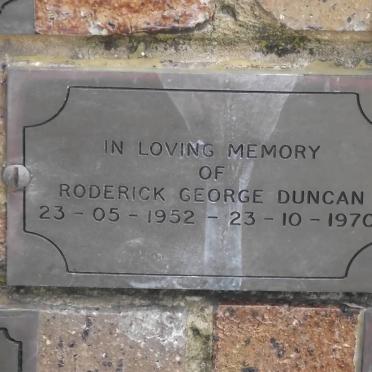 IN LOVING MEMORY
OF
RODERICK GEORGE DUNCAN
23-05-1952 - 23-10-1970